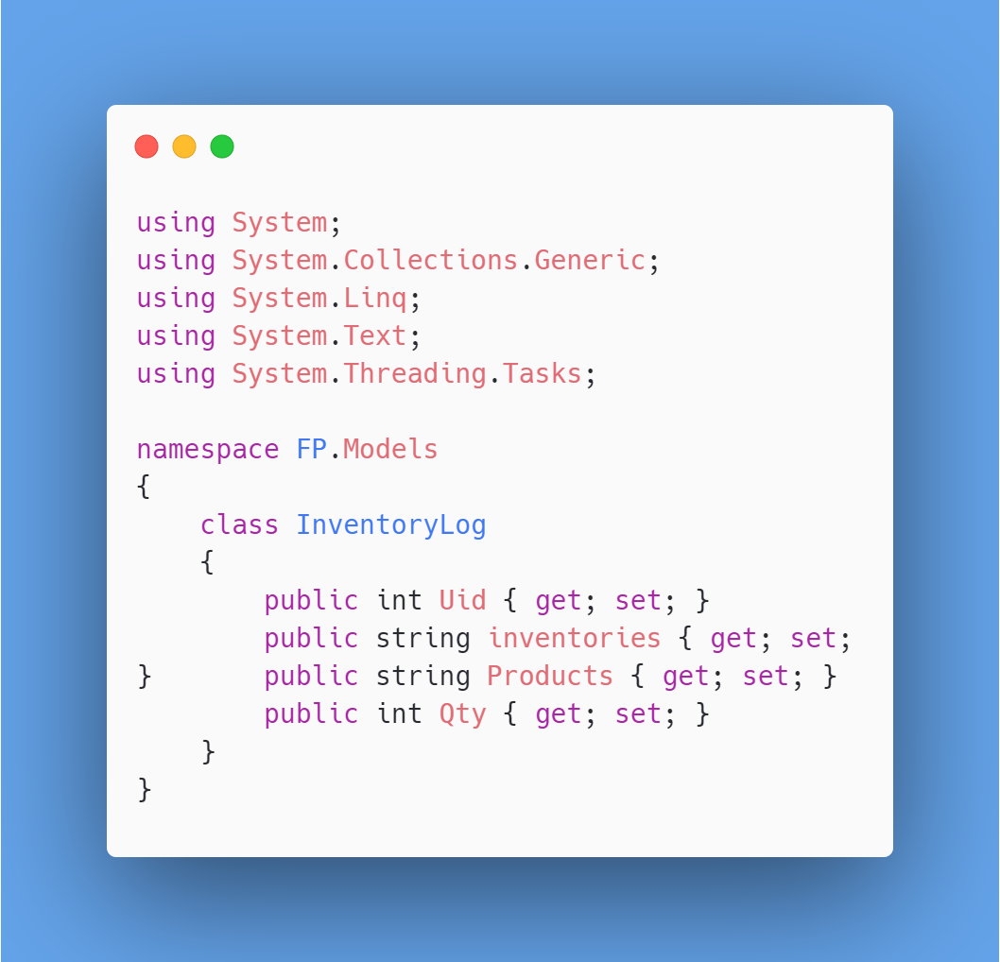 using System;
using System.Collections.Generic;
using System.Linq;
using System.Text;
using System.Threading.Tasks;

namespace FP.Models
{
    class InventoryLog
    {
        public int Uid { get; set; }
        public string inventories { get; set;
}       public string Products { get; set; }
        public int Qty { get; set; }
    }
}